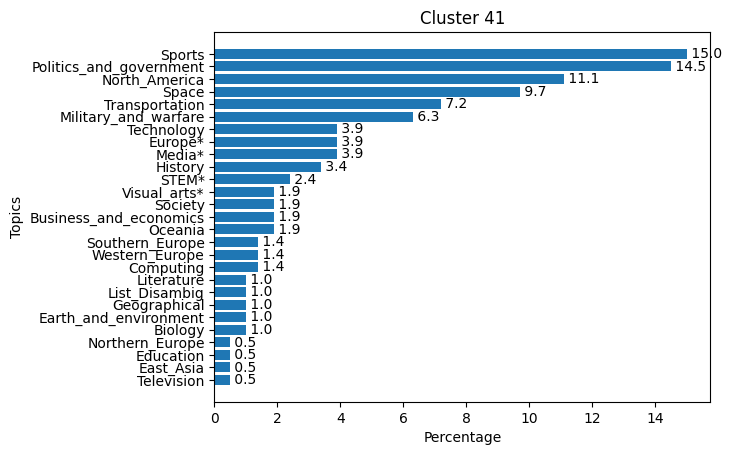 Cluster 41
Sports 15.0
Politics_and_government 14.5
North_America 11.1
Space 9.7
Transportation 7.2
Military_and_warfare 6.3
Technology 3.9
Europe* 3.9
Media* 3.9
History 3.4
STEM* 2.4
Visual_arts* 1.9
Society 1.9
Business_and_economics 1.9
Oceania 1.9
Southern_Europe 1.4
Western_Europe 1.4
Computing 1.4
Literature 1.0
List_Disambig 1.0
Geographical 1.0
Earth_and_environment 1.0
Biology 1.0
Northern_Europe 0.5
Education 0.5
East_Asia 0.5
Television 0.5
Topics
0 2 4 6 8 10 12 14
Percentage